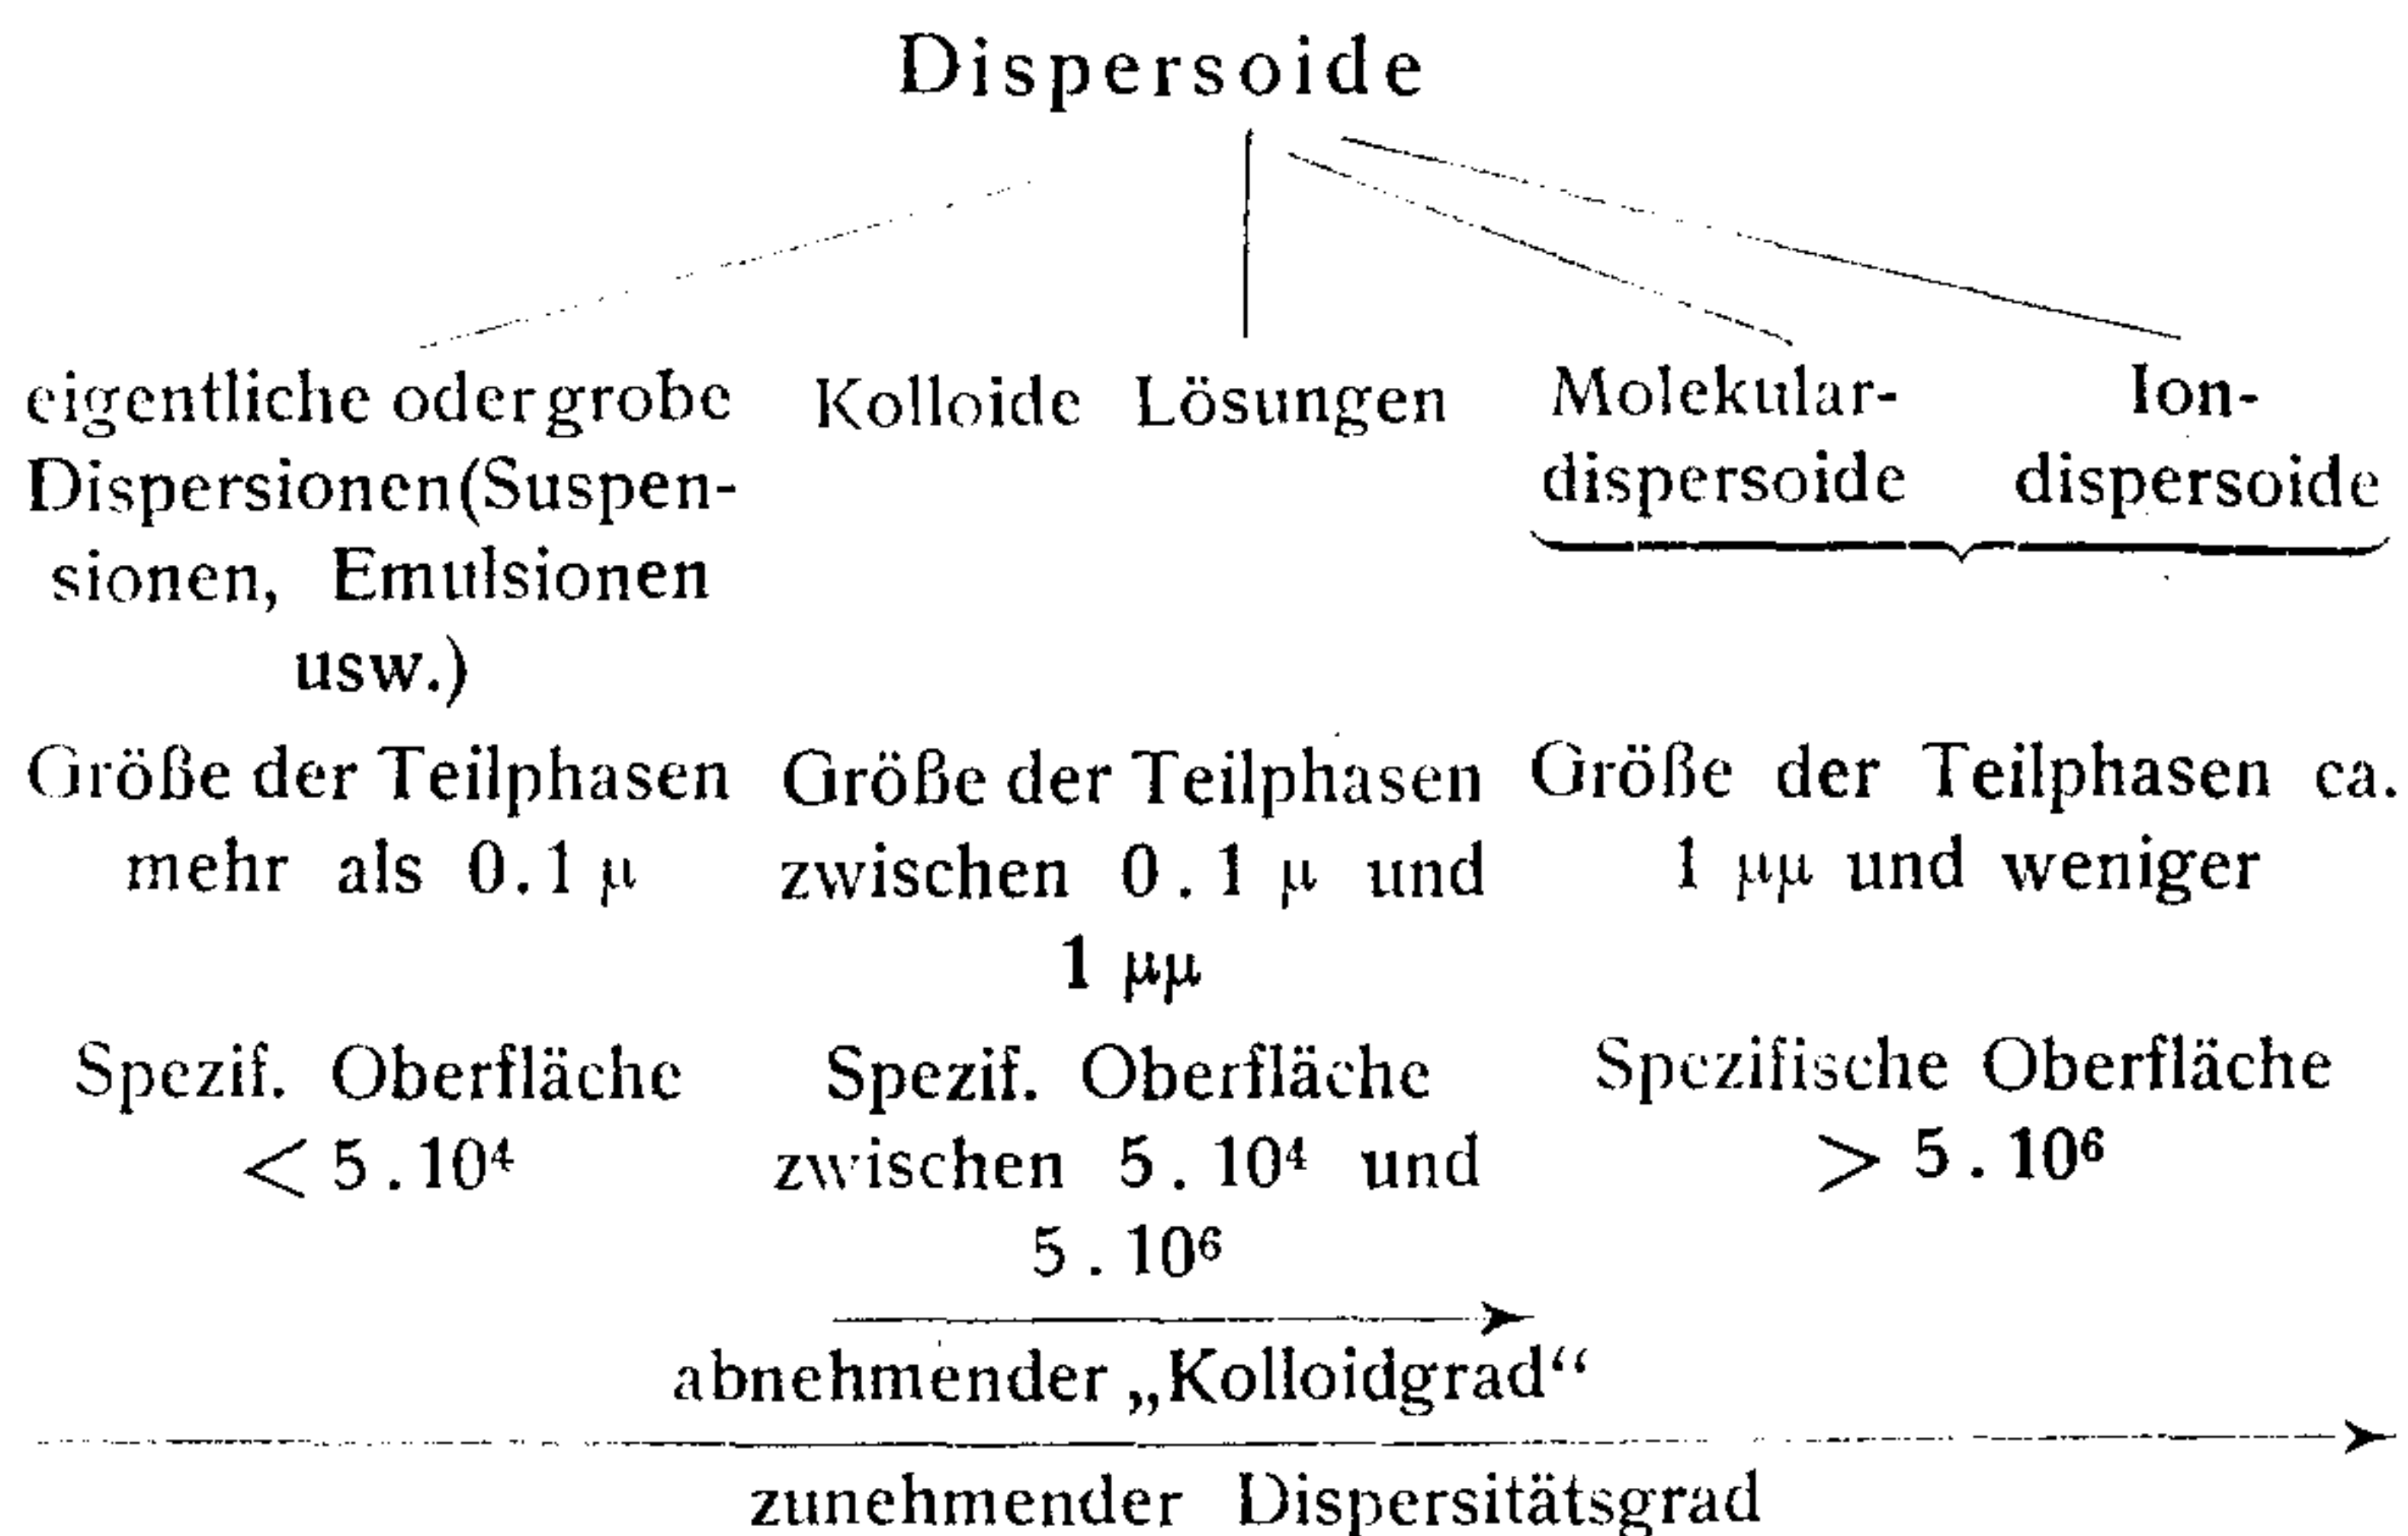 Dispersoide
eigentliche oder grobe
Dispersionen (Suspen-
sionen, Emulsionen
usw.)
Größe der Teilphasen
mehr als 0.1 μ
Spezif. Oberfläche
< 5.10⁴
Kolloide Lösungen
Größe der Teilphasen
zwischen 0.1 μ und
1 μμ
Spezif. Oberfläche
zwischen 5.10⁴ und
5.10⁶
Molekular-
dispersoide
Ion-
dispersoide
Größe der Teilphasen ca.
1 μμ und weniger
Spezifische Oberfläche
> 5.10⁶
abnehmender „Kolloidgrad“
zunehmender Dispersitätsgrad